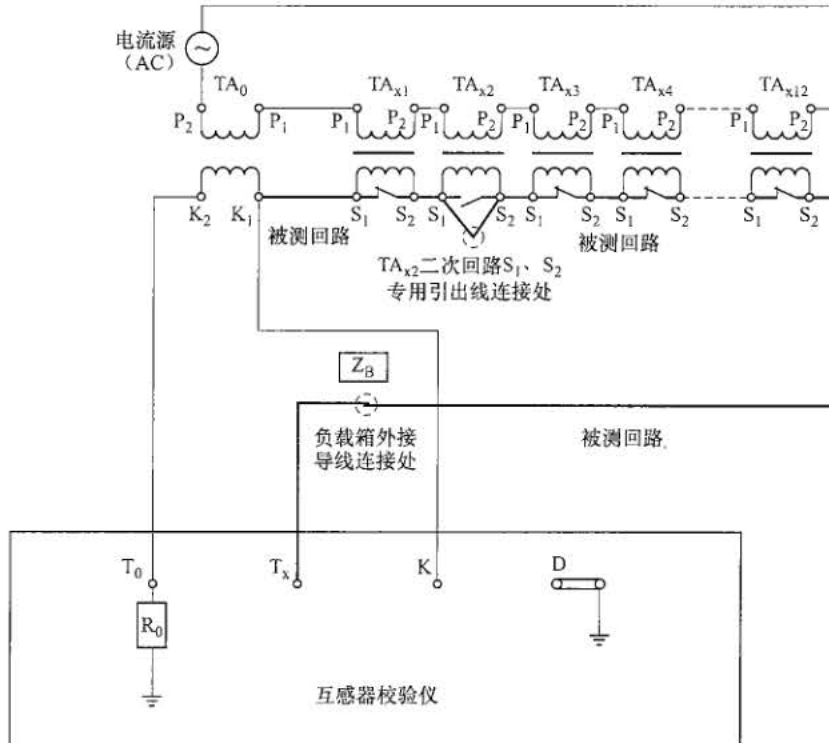 电流源
(AC)
~
TA₀ TAₓ₁ TAₓ₂ TAₓ₃ TAₓ₄ TAₓ₁₂
P₂ P₁ P₁ P₂ P₁ P₂ P₁ P₂ P₁ P₂ P₁ P₂
K₂ K₁ S₁ S₂ S₁ S₂ S₁ S₂ S₁ S₂ S₁ S₂
被测回路 被测回路
TAₓ₂二次回路S₁、S₂
专用引出线连接处
Z_B
负载箱外接 被测回路
导线连接处
T₀ Tₓ K D
R₀
互感器校验仪